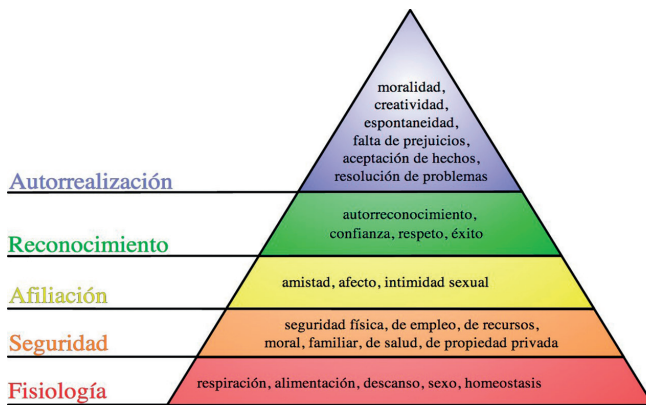 moralidad,
creatividad,
espontaneidad,
falta de prejuicios,
aceptación de hechos,
resolución de problemas
Autorrealización
autorreconocimiento,
confianza, respeto, éxito
Reconocimiento
amistad, afecto, intimidad sexual
Afiliación
seguridad física, de empleo, de recursos,
moral, familiar, de salud, de propiedad privada
Seguridad
respiración, alimentación, descanso, sexo, homeostasis
Fisiología